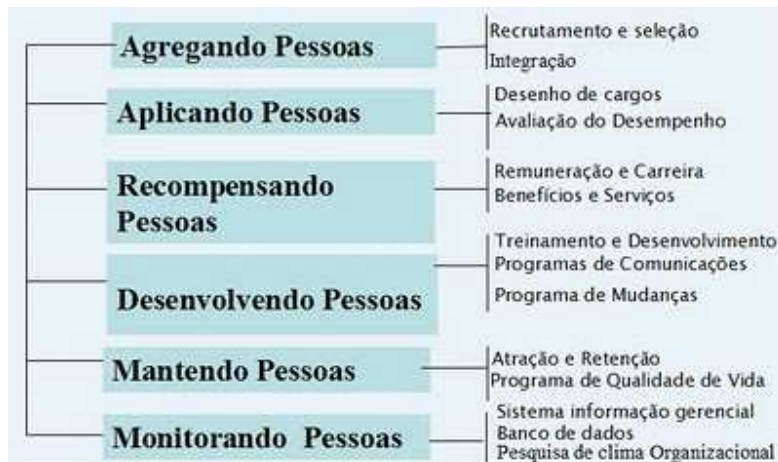 Agregando Pessoas
Recrutamento e seleção
Integração
Aplicando Pessoas
Desenho de cargos
Avaliação do Desempenho
Recompensando
Pessoas
Remuneração e Carreira
Benefícios e Serviços
Desenvolvendo Pessoas
Treinamento e Desenvolvimento
Programas de Comunicações
Programa de Mudanças
Mantendo Pessoas
Atração e Retenção
Programa de Qualidade de Vida
Monitorando Pessoas
Sistema informação gerencial
Banco de dados
Pesquisa de clima Organizacional